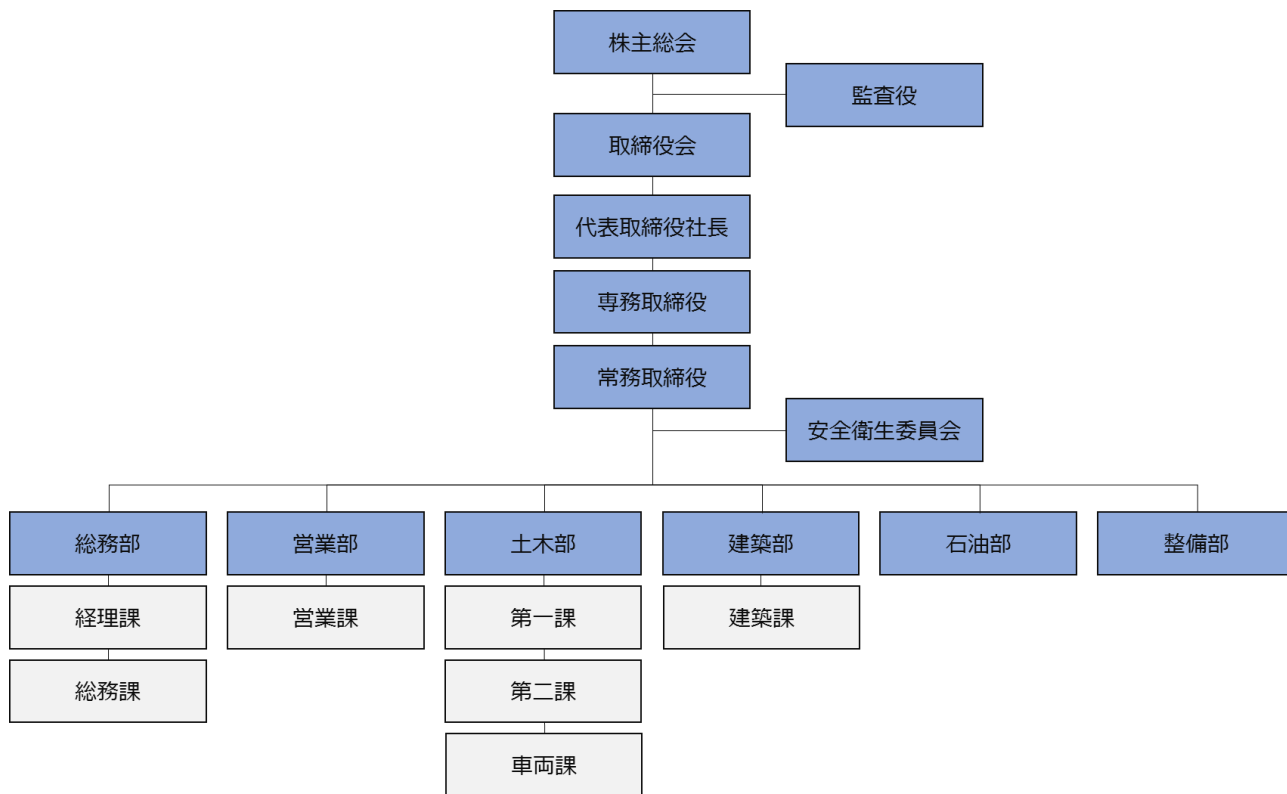 株主総会
監査役
取締役会
代表取締役社長
専務取締役
常務取締役
安全衛生委員会
総務部
営業部
土木部
建築部
石油部
整備部
経理課
営業課
第一課
建築課
総務課
第二課
車両課